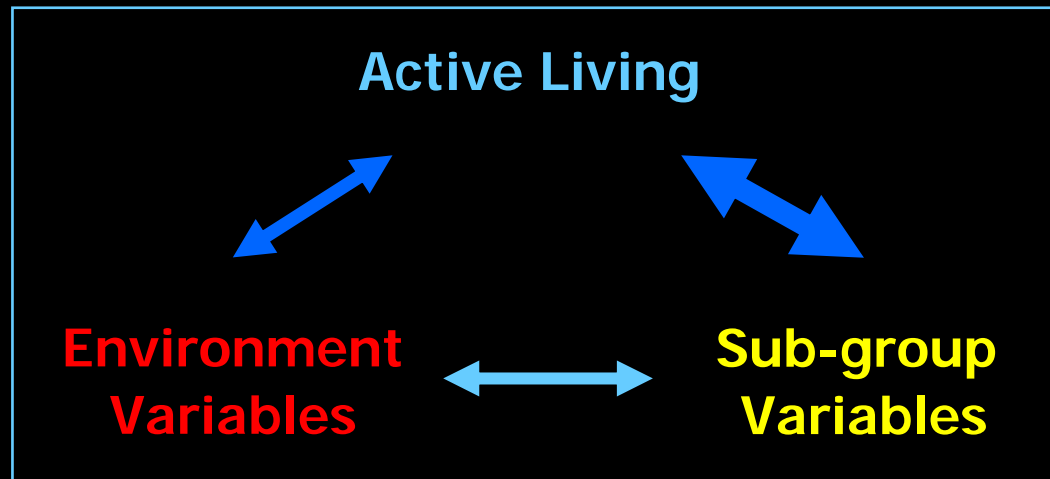 Active Living
Environment
Variables
Sub-group
Variables